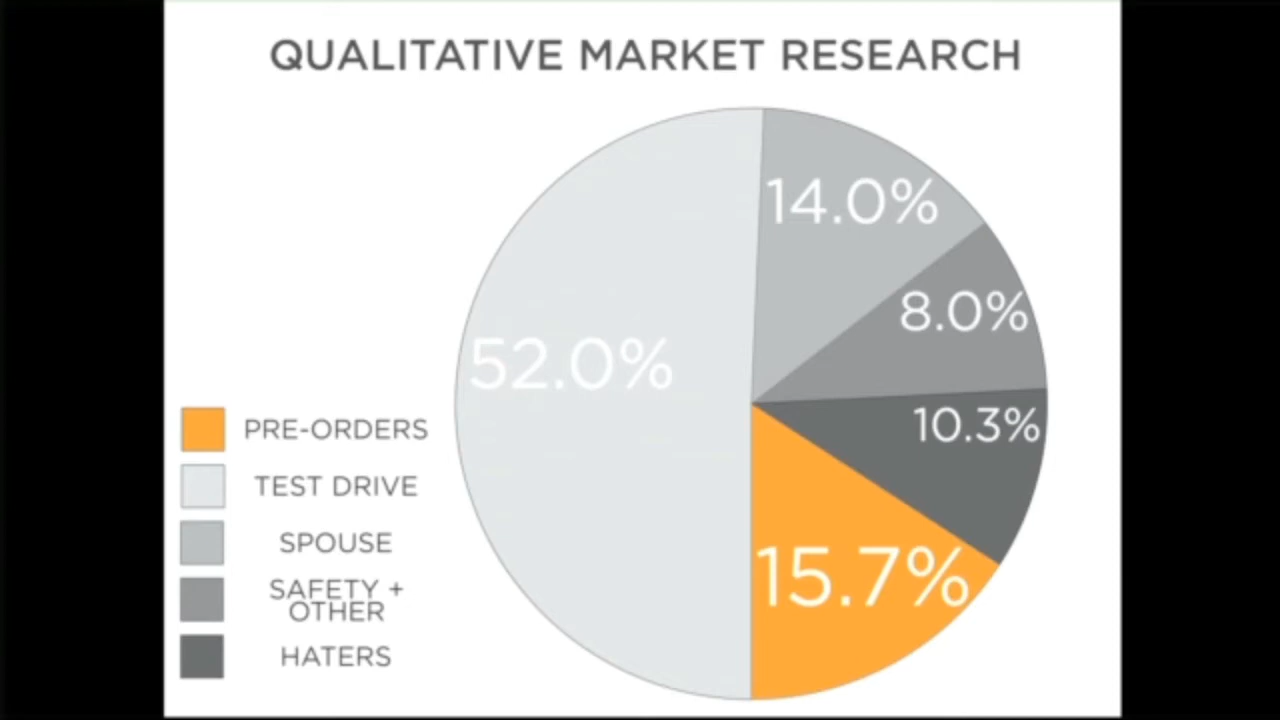 QUALITATIVE MARKET RESEARCH
14.0%
8.0%
52.0%
10.3%
15.7%
PRE-ORDERS
TEST DRIVE
SPOUSE
SAFETY +
OTHER
HATERS